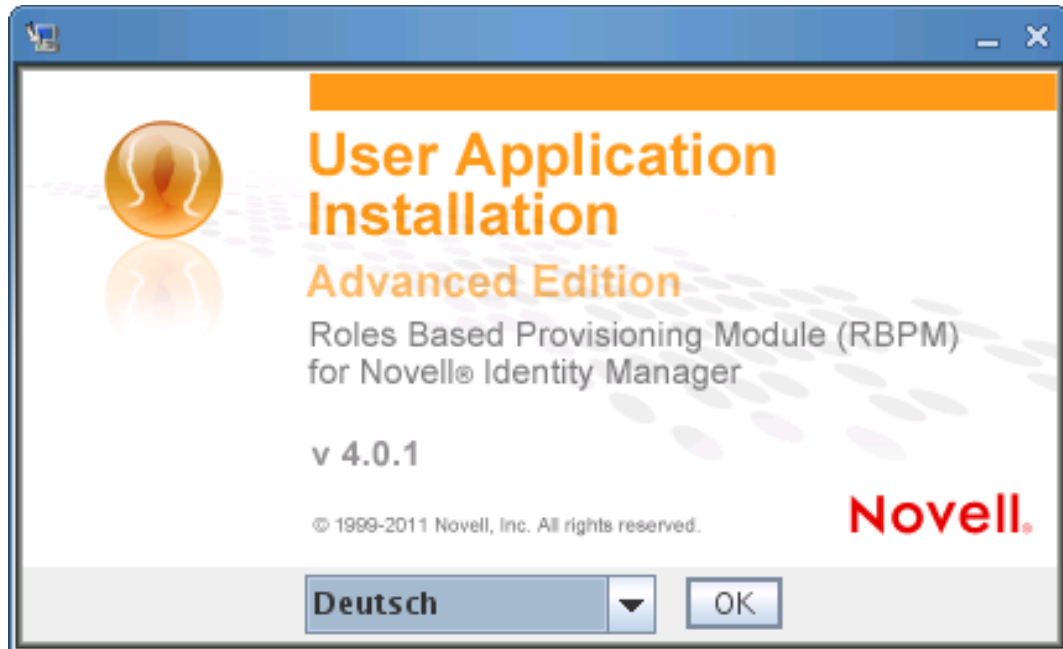 User Application
Installation
Advanced Edition
Roles Based Provisioning Module (RBPM)
for Novell® Identity Manager
v 4.0.1
© 1999-2011 Novell, Inc. All rights reserved.
Novell®
Deutsch
OK